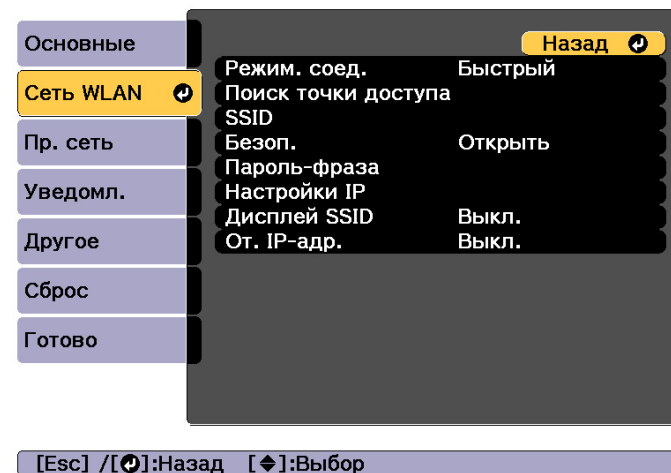 Основные
Сеть WLAN
Пр. сеть
Уведомл.
Другое
Сброс
Готово
Назад
Режим. соед. Быстрый
Поиск точки доступа
SSID
Безоп. Открыть
Пароль-фраза
Настройки IP
Дисплей SSID Выкл.
От. IP-адр. Выкл.
[Esc] /[⏎]:Назад [◆]:Выбор